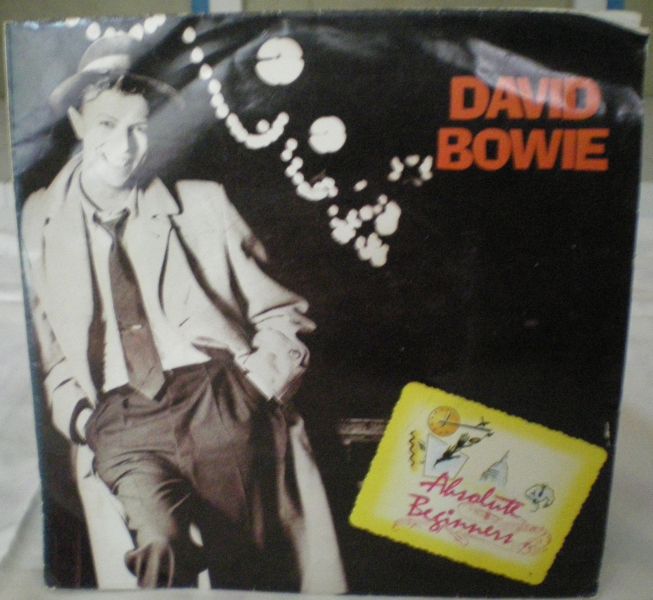 DAVID
BOWIE
Absolute
Beginners